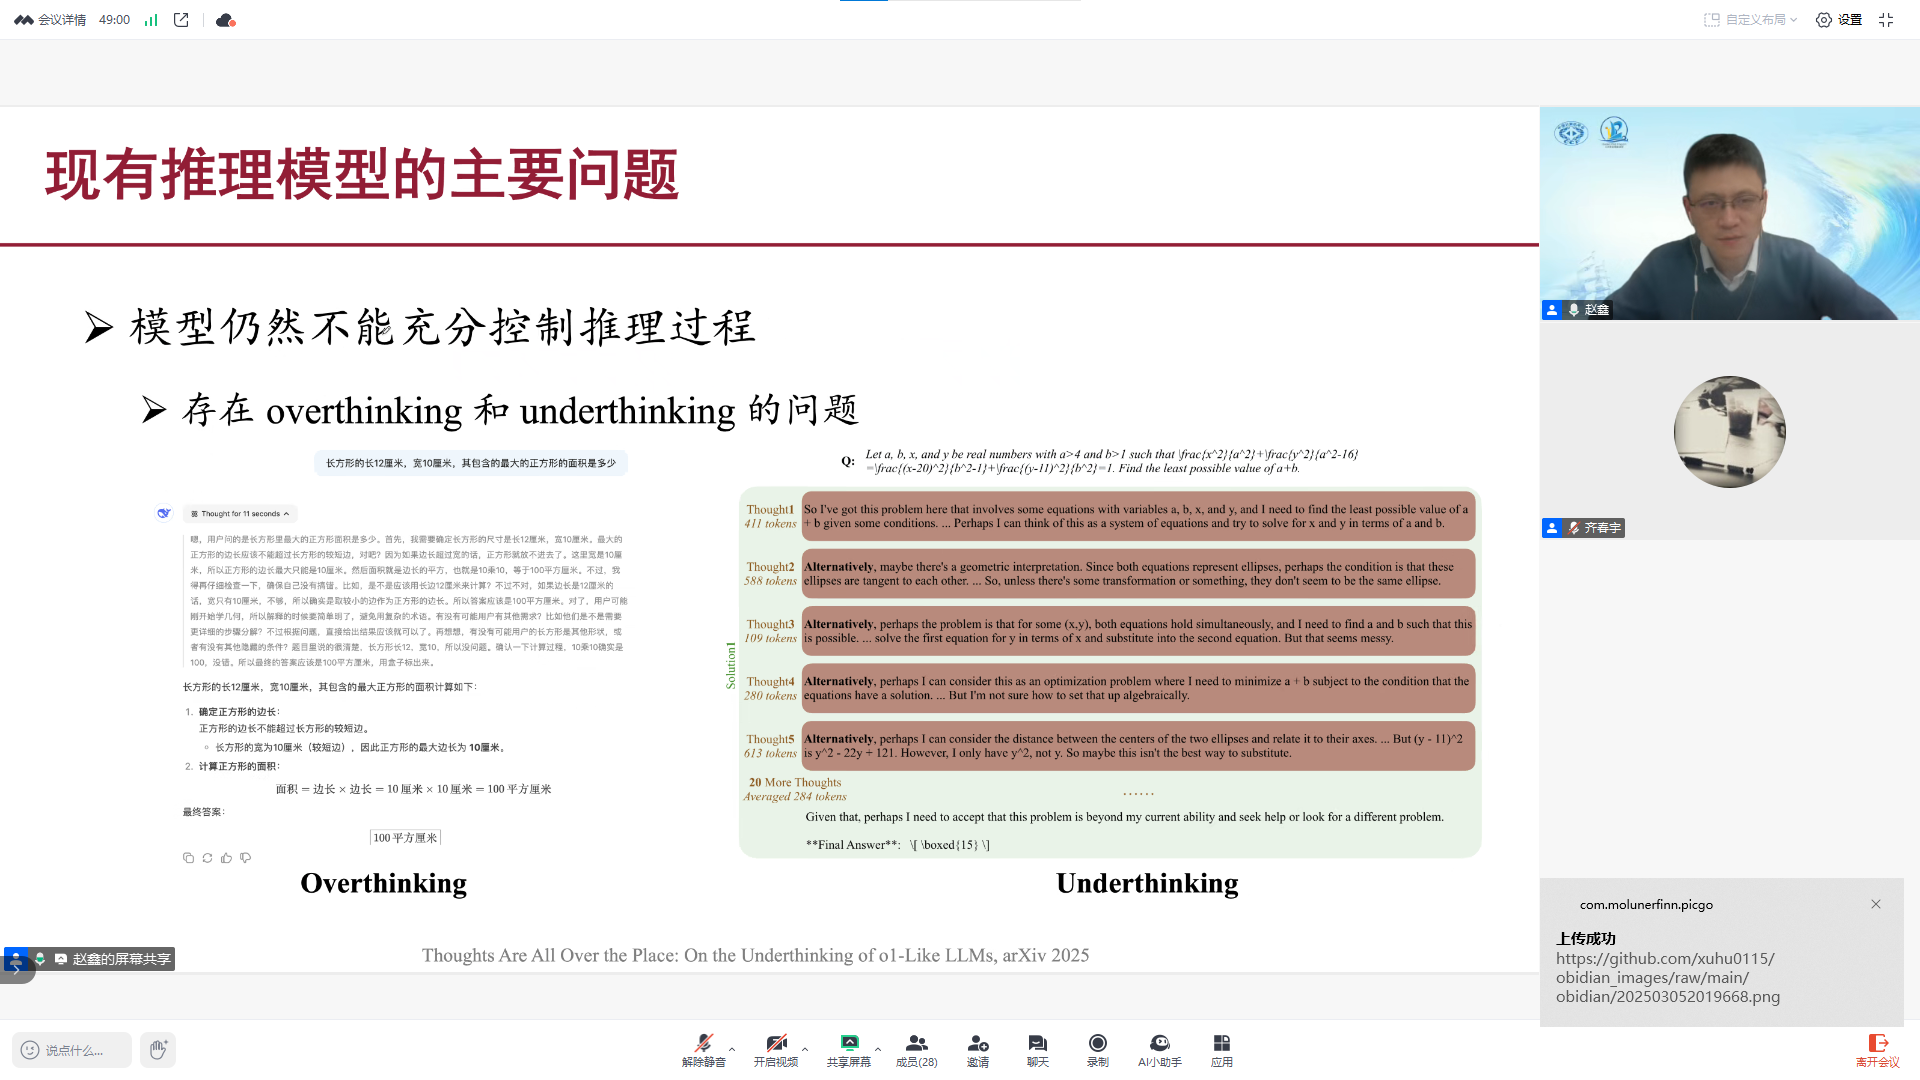 会议详情 49:00
自定义布局 设置
现有推理模型的主要问题
模型仍然不能充分控制推理过程
存在 overthinking 和 underthinking 的问题
长方形的长12厘米，宽10厘米，其包含的最大的正方形的面积是多少
Thought for 11 seconds
嗯，用户问的是长方形里最大的正方形面积是多少。首先，我需要确定长方形的尺寸是长12厘米，宽10厘米。最大的
正方形的边长应该不能超过长方形的较短边，对吧？因为如果边长超过宽的话，正方形就放不进去了。这里宽是10厘
米，所以正方形的边长最大只能是10厘米。然后面积就是边长的平方，也就是10乘10，等于100平方厘米。不过，我
得再仔细检查一下，确保自己没有搞错。比如，是不是应该用长边12厘米来计算？不过不对，如果边长是12厘米的
话，宽只有10厘米，不够，所以确实是取较小的边作为正方形的边长。所以答案应该是100平方厘米。对了，用户可能
刚开始学几何，所以解释的时候要简单明了，避免用复杂的术语。有没有可能用户有其他需求？比如他们是不是需要
更详细的步骤分解？不过根据问题，直接给出结果应该就可以了。再想想，有没有可能用户的长方形是其他形状，或
者有没有其他隐藏的条件？题目里说的很清楚，长方形长12，宽10，所以没问题。确认一下计算过程，10乘10确实是
100，没错。所以最终的答案应该是100平方厘米，用盒子标出来。
长方形的长12厘米，宽10厘米，其包含的最大正方形的面积计算如下：
1. 确定正方形的边长：
正方形的边长不能超过长方形的较短边。
长方形的宽为10厘米（较短边），因此正方形的最大边长为 10厘米。
2. 计算正方形的面积：
面积 = 边长 × 边长 = 10 厘米 × 10 厘米 = 100 平方厘米
最终答案：
100 平方厘米
Overthinking
Q: Let a, b, x, and y be real numbers with a>4 and b>1 such that \frac{x^2}{a^2}+\frac{y^2}{a^2-16}
=\frac{(x-20)^2}{b^2-1}+\frac{(y-11)^2}{b^2}=1. Find the least possible value of a+b.
Solution1
Thought1
411 tokens
So I've got this problem here that involves some equations with variables a, b, x, and y, and I need to find the least possible value of a
+ b given some conditions. ... Perhaps I can think of this as a system of equations and try to solve for x and y in terms of a and b.
Thought2
588 tokens
Alternatively, maybe there's a geometric interpretation. Since both equations represent ellipses, perhaps the condition is that these
ellipses are tangent to each other. ... So, unless there's some transformation or something, they don't seem to be the same ellipse.
Thought3
109 tokens
Alternatively, perhaps the problem is that for some (x,y), both equations hold simultaneously, and I need to find a and b such that this
is possible. ... solve the first equation for y in terms of x and substitute into the second equation. But that seems messy.
Thought4
280 tokens
Alternatively, perhaps I can consider this as an optimization problem where I need to minimize a + b subject to the condition that the
equations have a solution. ... But I'm not sure how to set that up algebraically.
Thought5
613 tokens
Alternatively, perhaps I can consider the distance between the centers of the two ellipses and relate it to their axes. ... But (y - 11)^2
is y^2 - 22y + 121. However, I only have y^2, not y. So maybe this isn't the best way to substitute.
20 More Thoughts
Averaged 284 tokens
......
Given that, perhaps I need to accept that this problem is beyond my current ability and seek help or look for a different problem.
**Final Answer**: \[ \boxed{15} \]
Underthinking
Thoughts Are All Over the Place: On the Underthinking of o1-Like LLMs, arXiv 2025
赵鑫的屏幕共享
赵鑫
齐春宇
com.molunerfinn.picgo
上传成功
https://github.com/xuhu0115/
obidian_images/raw/main/
obidian/202503052019668.png
说点什么...
解除静音
开启视频
共享屏幕
成员(28)
邀请
聊天
录制
AI小助手
应用
离开会议